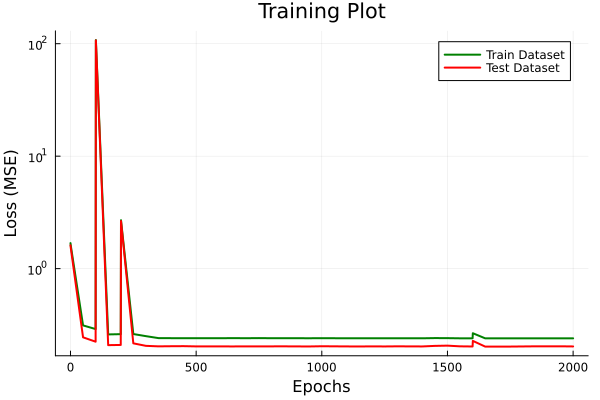 Training Plot
Train Dataset
Test Dataset
10²
10¹
10⁰
Loss (MSE)
0 500 1000 1500 2000
Epochs